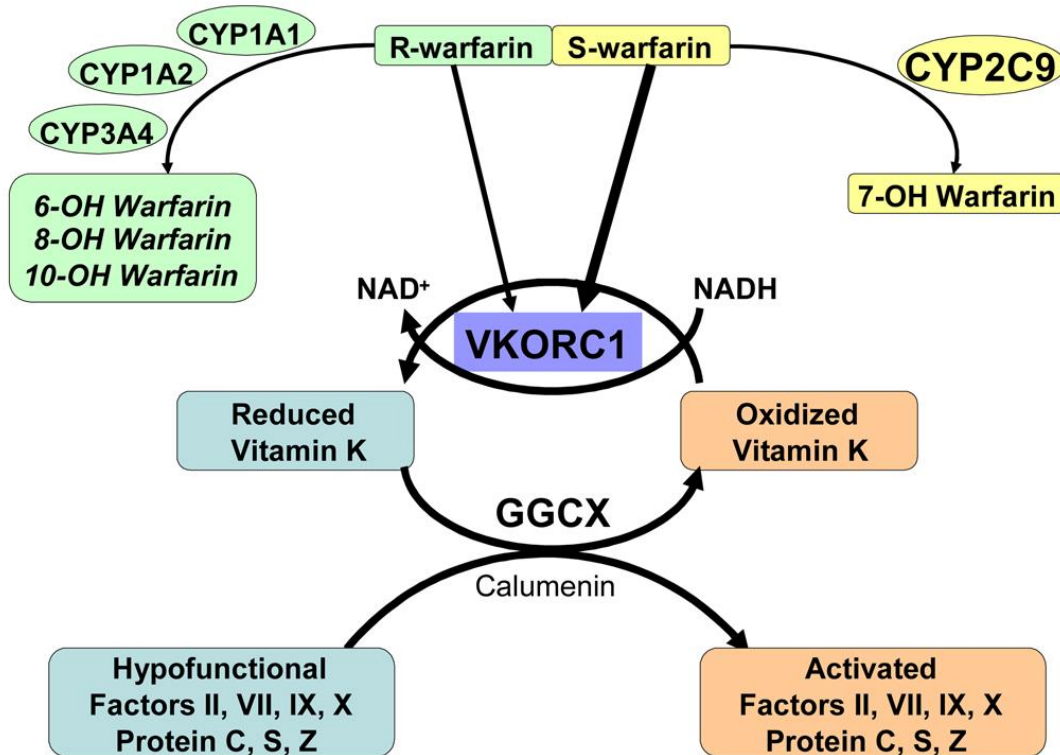 CYP1A1
R-warfarin
S-warfarin
CYP2C9
CYP1A2
CYP3A4
6-OH Warfarin
8-OH Warfarin
10-OH Warfarin
7-OH Warfarin
NAD⁺
NADH
VKORC1
Reduced
Vitamin K
Oxidized
Vitamin K
GGCX
Calumenin
Hypofunctional
Factors II, VII, IX, X
Protein C, S, Z
Activated
Factors II, VII, IX, X
Protein C, S, Z